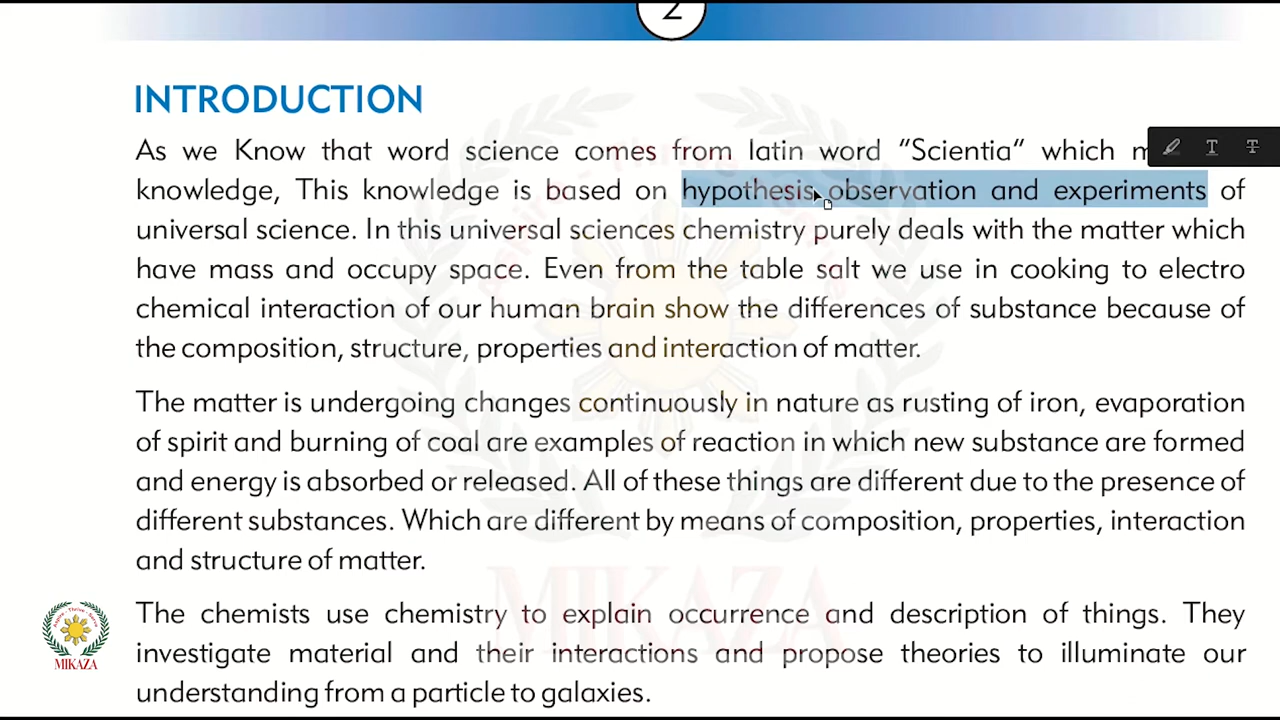 2
INTRODUCTION
As we Know that word science comes from latin word "Scientia" which
knowledge, This knowledge is based on hypothesis observation and experiments of
universal science. In this universal sciences chemistry purely deals with the matter which
have mass and occupy space. Even from the table salt we use in cooking to electro
chemical interaction of our human brain show the differences of substance because of
the composition, structure, properties and interaction of matter.
The matter is undergoing changes continuously in nature as rusting of iron, evaporation
of spirit and burning of coal are examples of reaction in which new substance are formed
and energy is absorbed or released. All of these things are different due to the presence of
different substances. Which are different by means of composition, properties, interaction
and structure of matter.
The chemists use chemistry to explain occurrence and description of things. They
investigate material and their interactions and propose theories to illuminate our
understanding from a particle to galaxies.
MIKAZA
MIKAZA